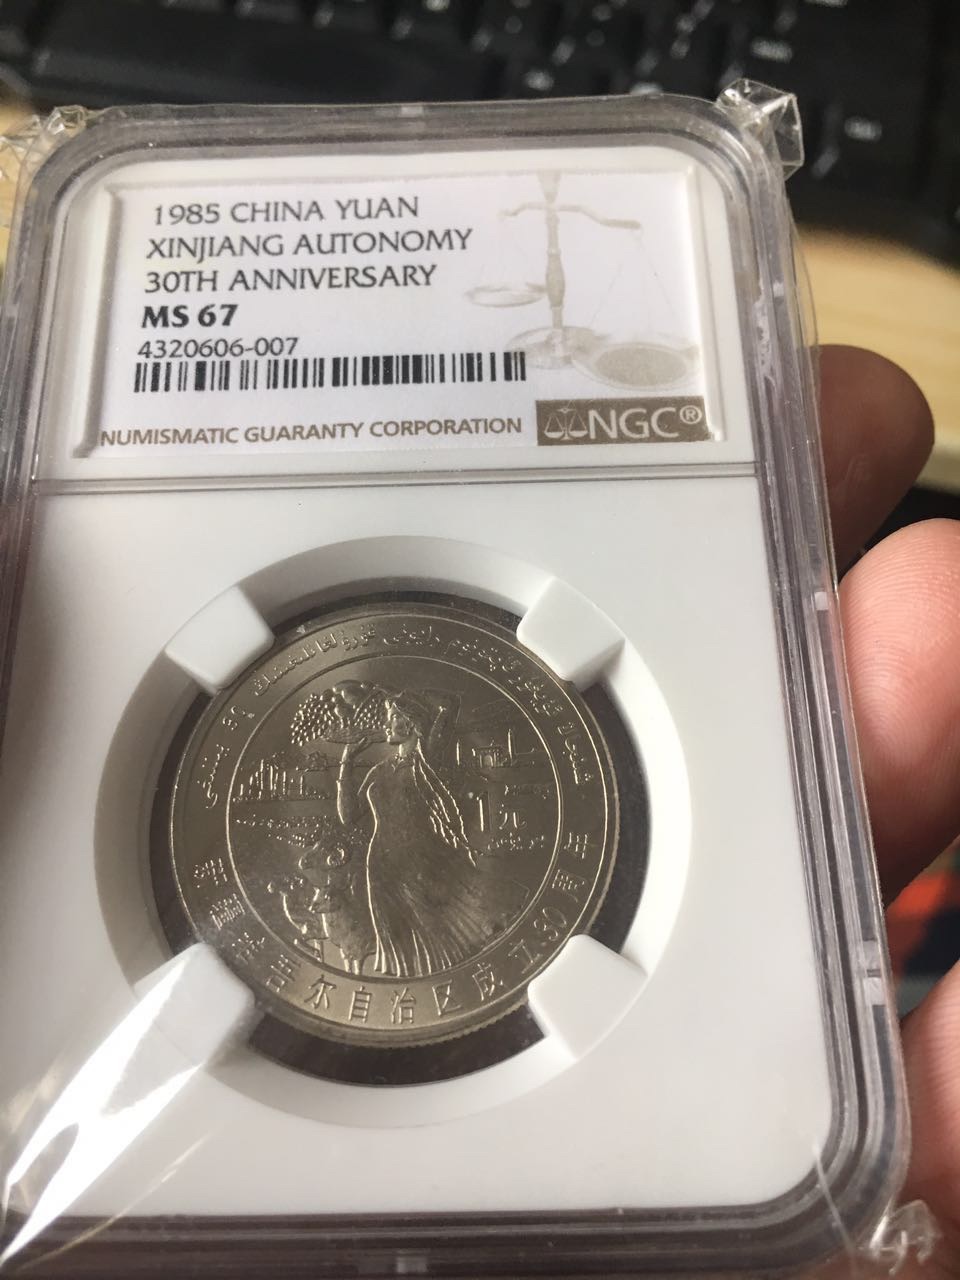 1985 CHINA YUAN
XINJIANG AUTONOMY
30TH ANNIVERSARY
MS 67
4320606-007
NUMISMATIC GUARANTY CORPORATION
NGC®
1元
新疆维吾尔自治区成立30周年